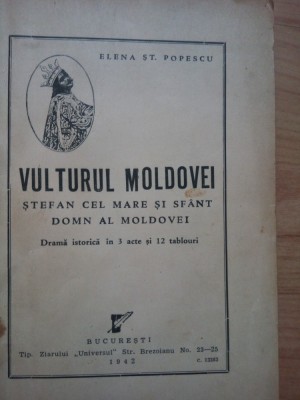 ELENA ȘT. POPESCU
VULTURUL MOLDOVEI
ȘTEFAN CEL MARE ȘI SFÂNT
DOMN AL MOLDOVEI
Dramă istorică în 3 acte și 12 tablouri
BUCUREȘTI
Tip. Ziarului „Universul" Str. Brezoianu No. 23—25
1942